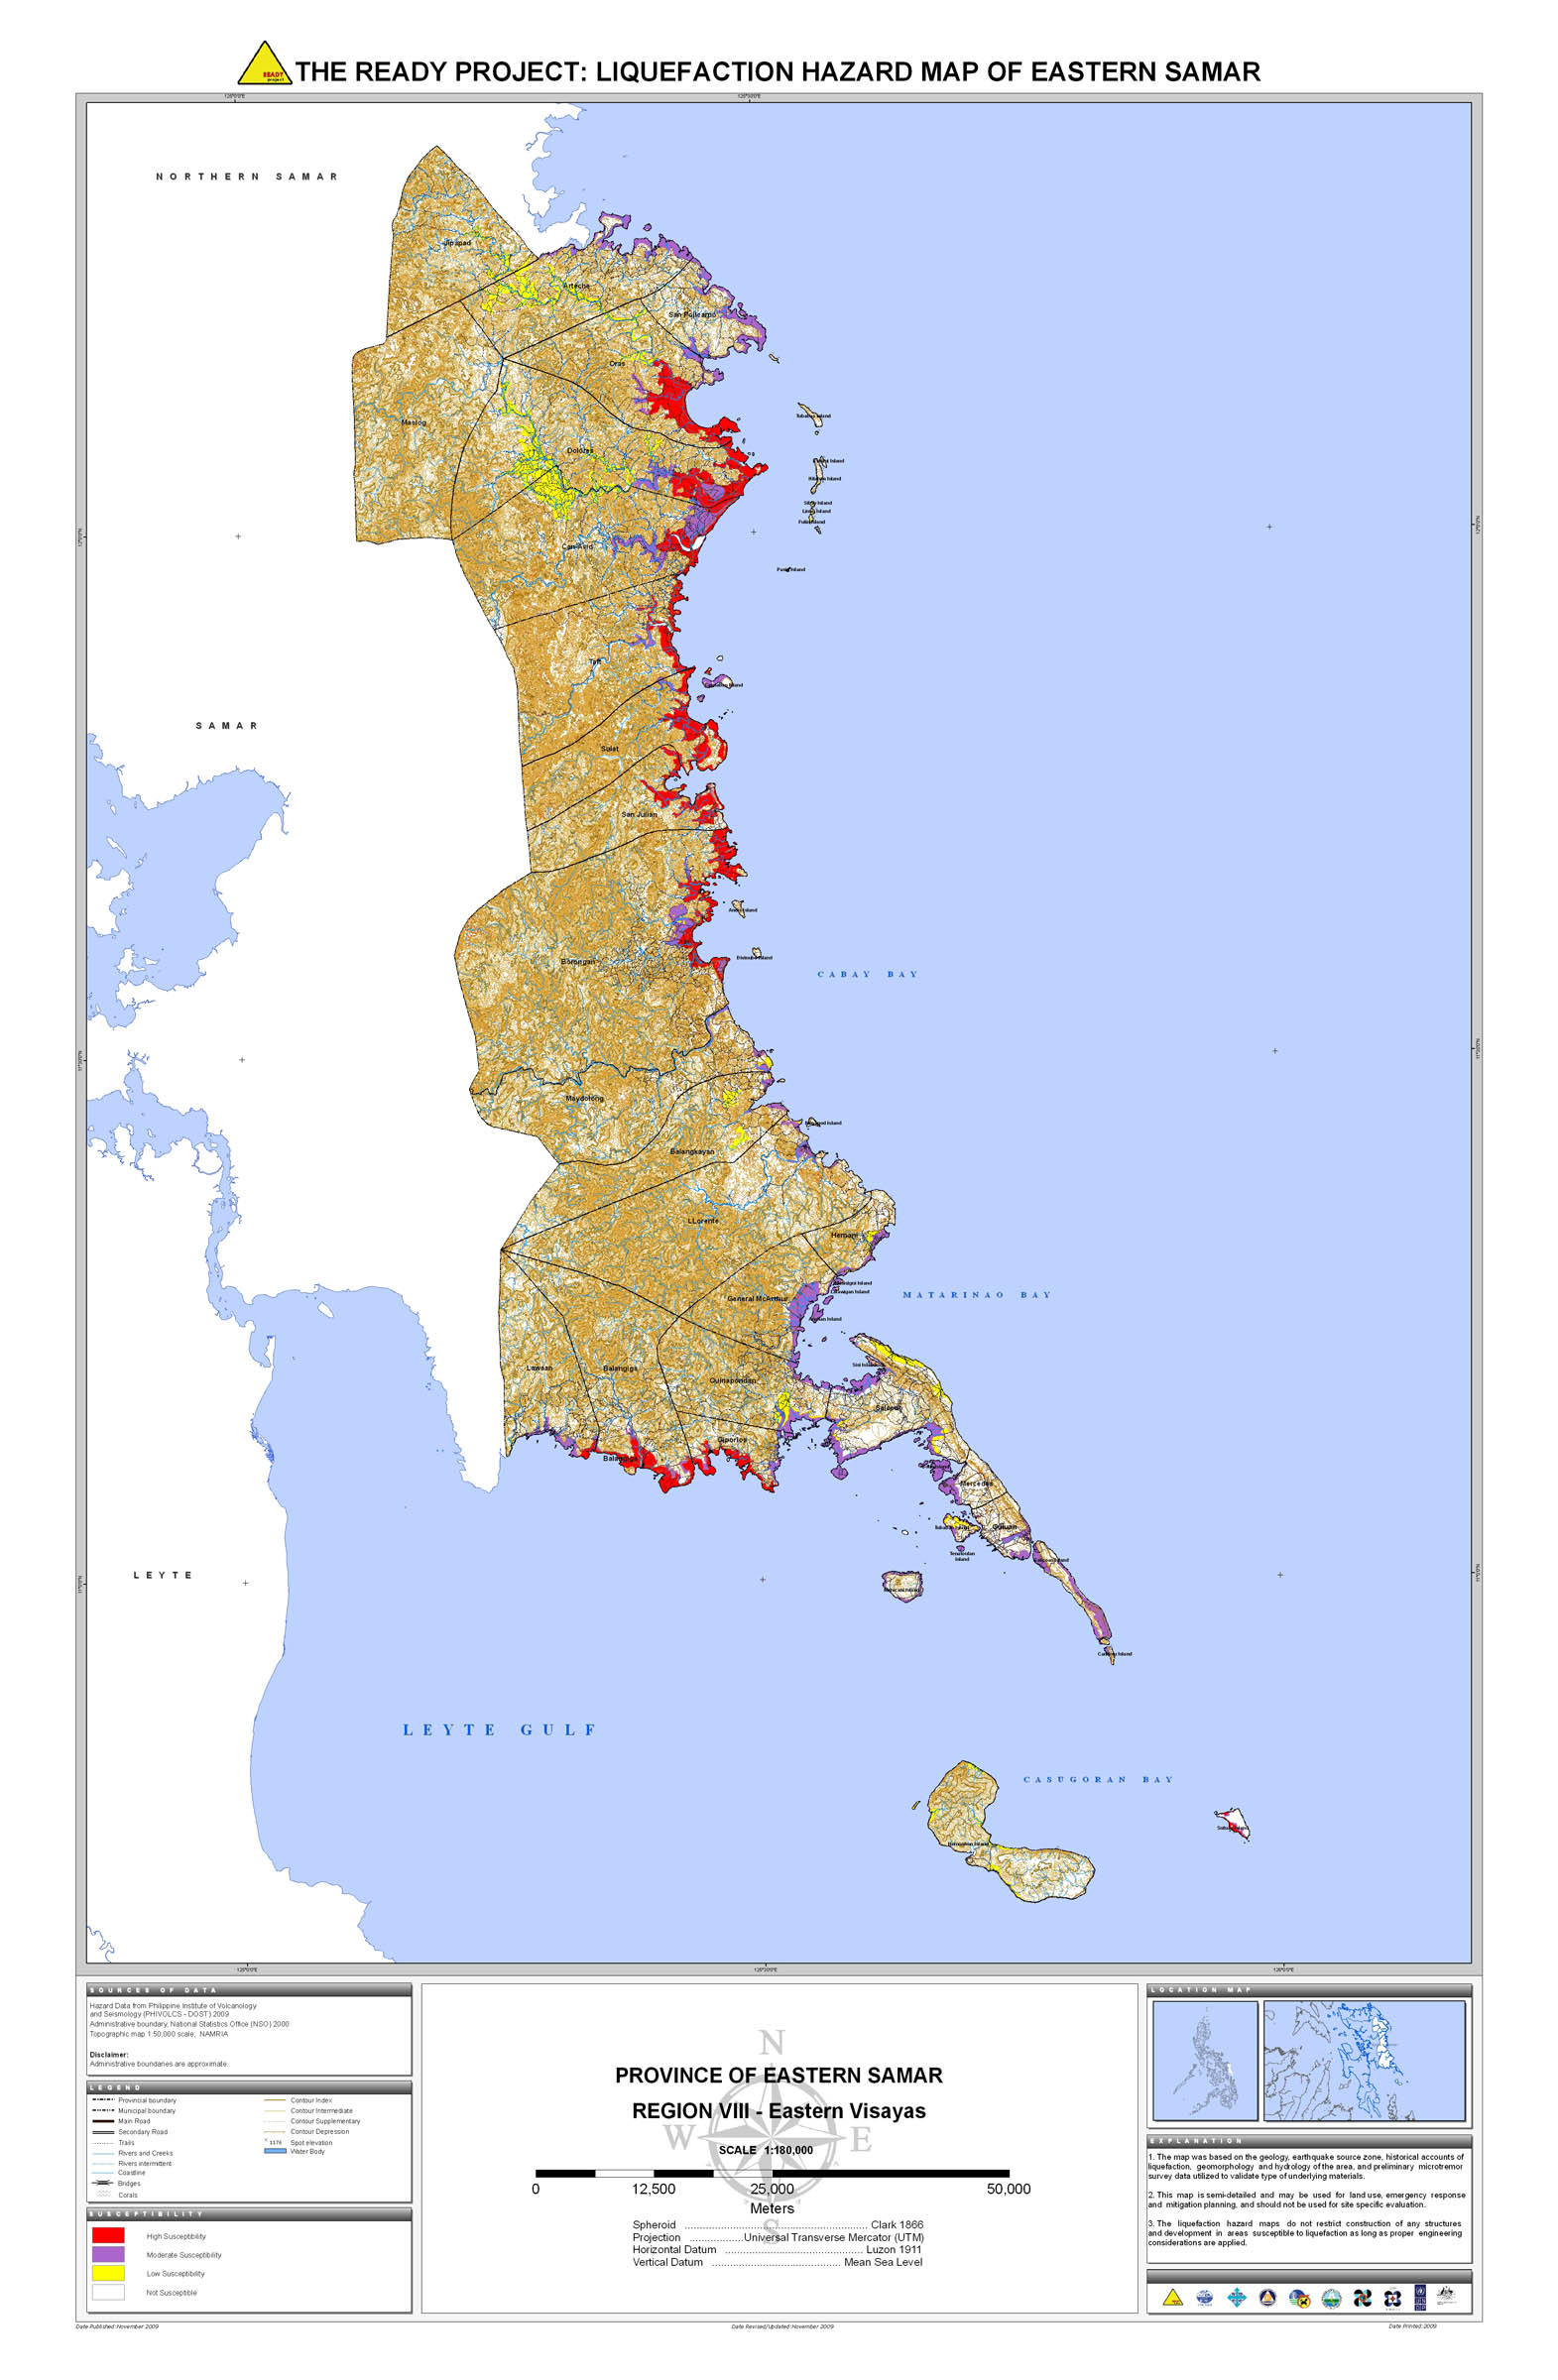 READY
project
THE READY PROJECT: LIQUEFACTION HAZARD MAP OF EASTERN SAMAR
NORTHERN SAMAR
Jipapad
Arteche
San Policarpo
Oras
Maslog
Dolores
Can-Avid
Taft
SAMAR
Sulat
San Julian
Borongan
CABAY BAY
Maydolong
Balangkayan
LLorente
Hernani
MATARINAO BAY
General McArthur
Lawaan
Balangiga
Quinapondan
Salcedo
Giporlos
Balangiga
Mercedes
Guiuan
LEYTE
LEYTE GULF
CASUGORAN BAY
SOURCES OF DATA
Hazard Data from Philippine Institute of Volcanology
and Seismology (PHIVOLCS - DOST) 2009
Administrative boundary, National Statistics Office (NSO) 2000
Topographic map 1:50,000 scale, NAMRIA
Disclaimer:
Administrative boundaries are approximate.
LEGEND
Provincial boundary
Municipal boundary
Main Road
Secondary Road
Trails
Rivers and Creeks
Rivers intermittent
Coastline
Bridges
Corals
Contour Index
Contour Intermediate
Contour Supplementary
Contour Depression
Spot elevation
Water Body
SUSCEPTIBILITY
High Susceptibility
Moderate Susceptibility
Low Susceptibility
Not Susceptible
N
W
E
S
PROVINCE OF EASTERN SAMAR
REGION VIII - Eastern Visayas
SCALE 1:180,000
0 12,500 25,000 50,000
Meters
Spheroid ........ Clark 1866
Projection ........ Universal Transverse Mercator (UTM)
Horizontal Datum ........ Luzon 1911
Vertical Datum ........ Mean Sea Level
LOCATION MAP
EXPLANATION
1. The map was based on the geology, earthquake source zone, historical accounts of
liquefaction, geomorphology and hydrology of the area, and preliminary microtremor
survey data utilized to validate type of underlying materials.
2. This map is semi-detailed and may be used for land use, emergency response
and mitigation planning, and should not be used for site specific evaluation.
3. The liquefaction hazard maps do not restrict construction of any structures
and development in areas susceptible to liquefaction as long as proper engineering
considerations are applied.
Date Published: November 2009
Date Revised/Updated: November 2009
Date Printed: 2009